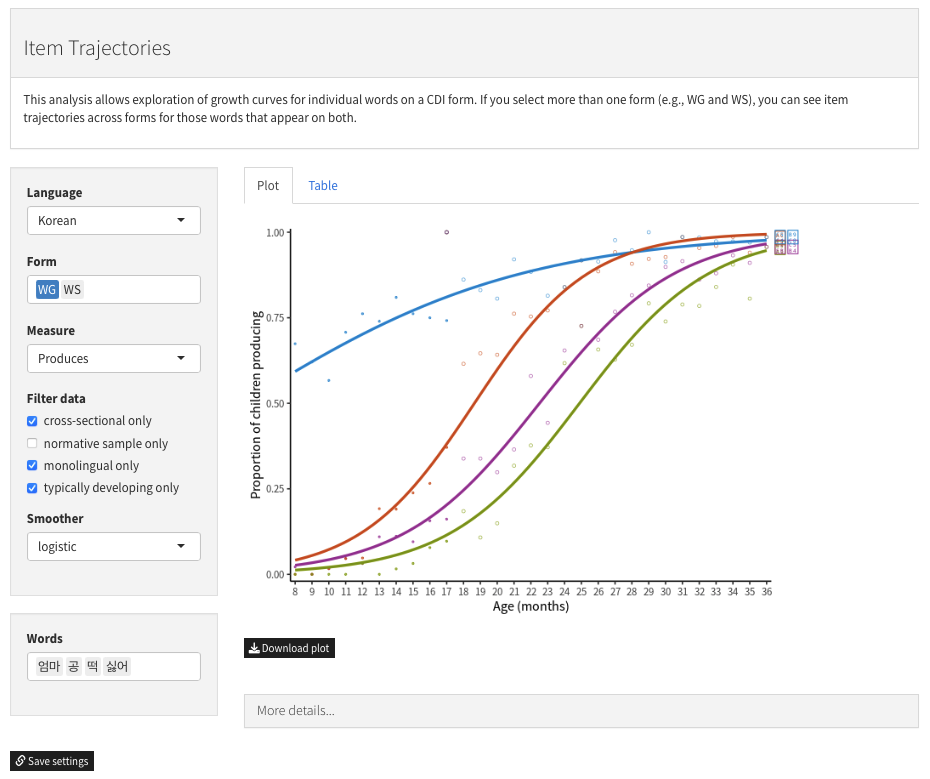 Item Trajectories
This analysis allows exploration of growth curves for individual words on a CDI form. If you select more than one form (e.g., WG and WS), you can see item
trajectories across forms for those words that appear on both.
Language
Korean
Form
WG WS
Measure
Produces
Filter data
cross-sectional only
normative sample only
monolingual only
typically developing only
Smoother
logistic
Words
엄마 공 떡 싫어
Save settings
Plot Table
Proportion of children producing
1.00
0.75
0.50
0.25
0.00
8 9 10 11 12 13 14 15 16 17 18 19 20 21 22 23 24 25 26 27 28 29 30 31 32 33 34 35 36
Age (months)
Download plot
More details...